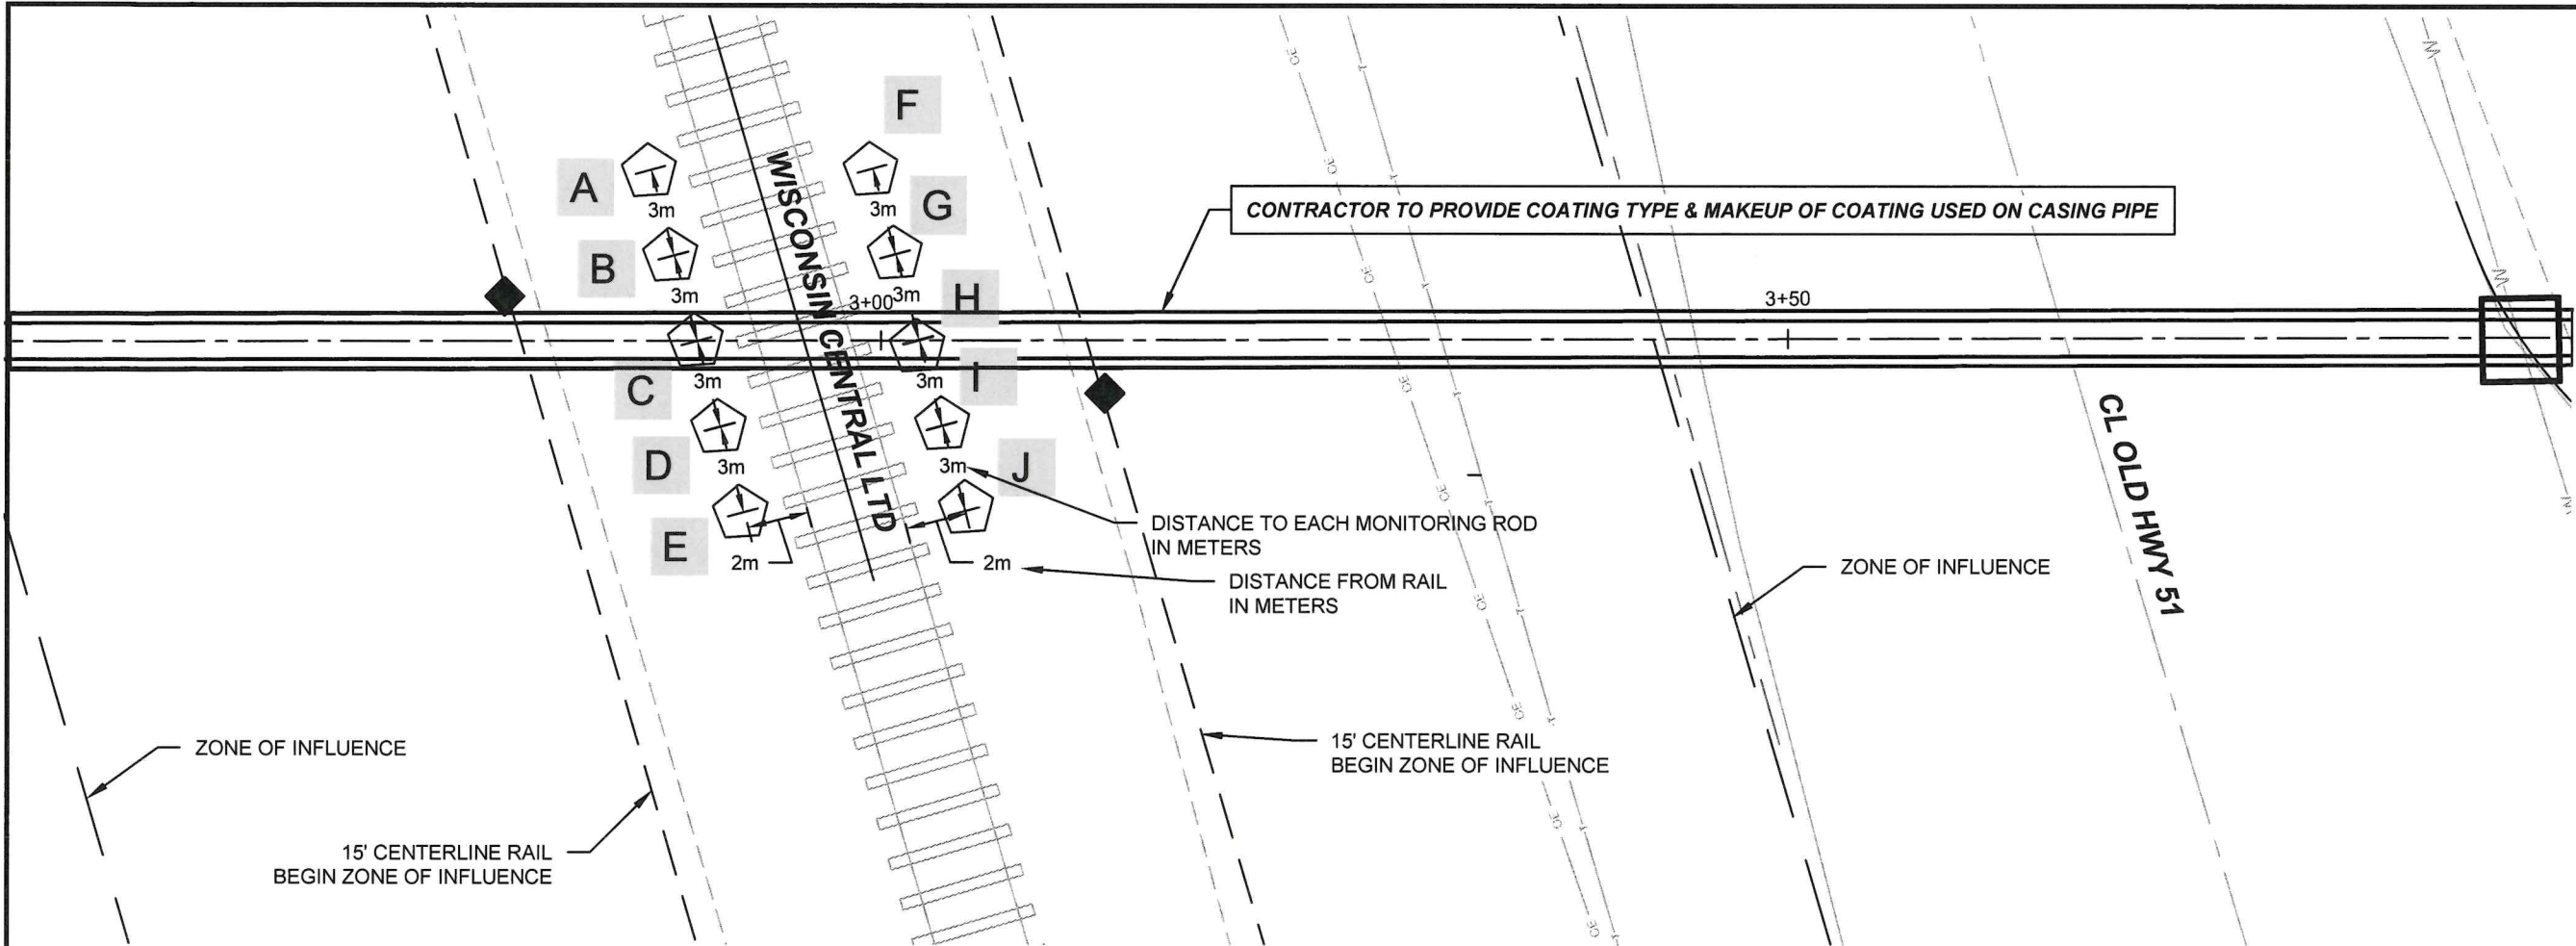 F
A
3m
3m
G
CONTRACTOR TO PROVIDE COATING TYPE & MAKEUP OF COATING USED ON CASING PIPE
WISCONSIN CENTRAL LTD
B
3m
3m
3+00
H
3+50
C
3m
3m
I
D
3m
3m
J
E
2m
2m
DISTANCE TO EACH MONITORING ROD
IN METERS
DISTANCE FROM RAIL
IN METERS
ZONE OF INFLUENCE
CL OLD HWY 51
ZONE OF INFLUENCE
15' CENTERLINE RAIL
BEGIN ZONE OF INFLUENCE
15' CENTERLINE RAIL
BEGIN ZONE OF INFLUENCE